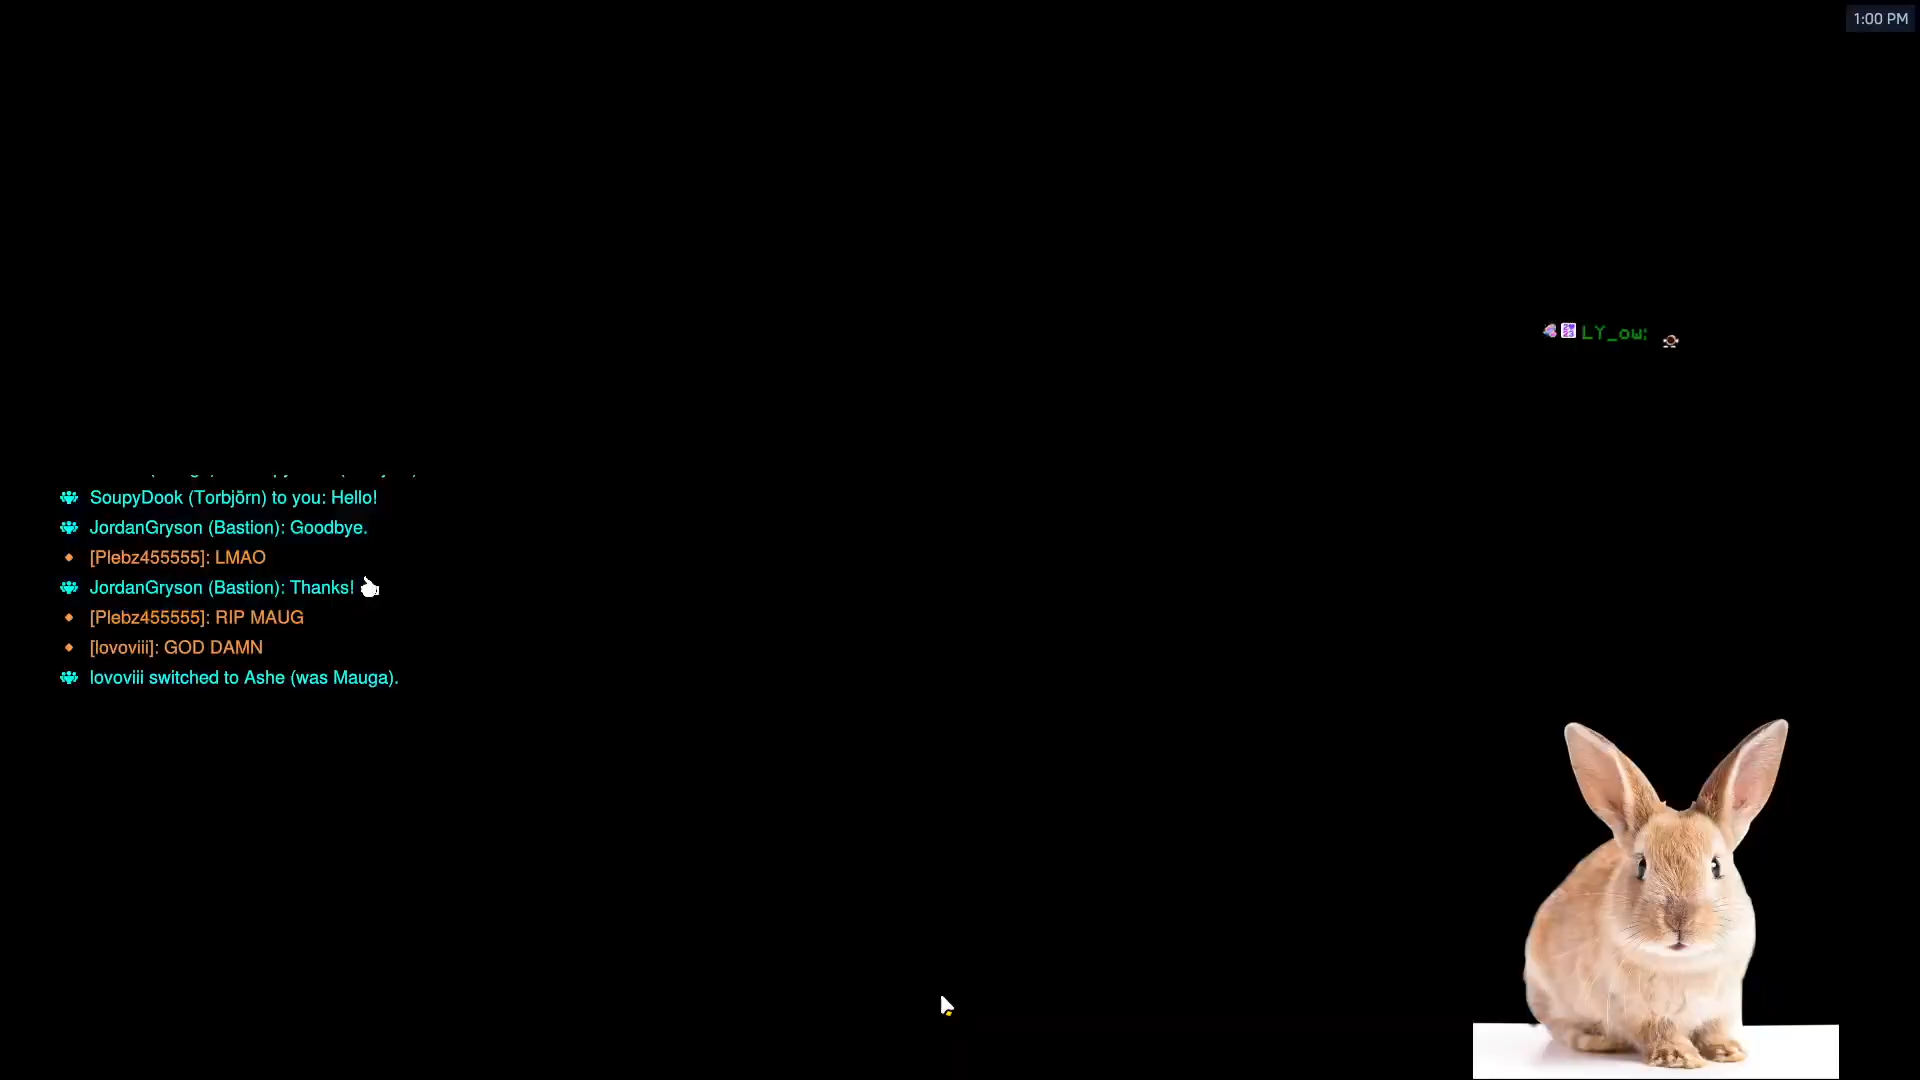 1:00 PM
LY_ow:
SoupyDook (Torbjörn) to you: Hello!
JordanGryson (Bastion): Goodbye.
[Plebz455555]: LMAO
JordanGryson (Bastion): Thanks!
[Plebz455555]: RIP MAUG
[lovoviii]: GOD DAMN
lovoviii switched to Ashe (was Mauga).